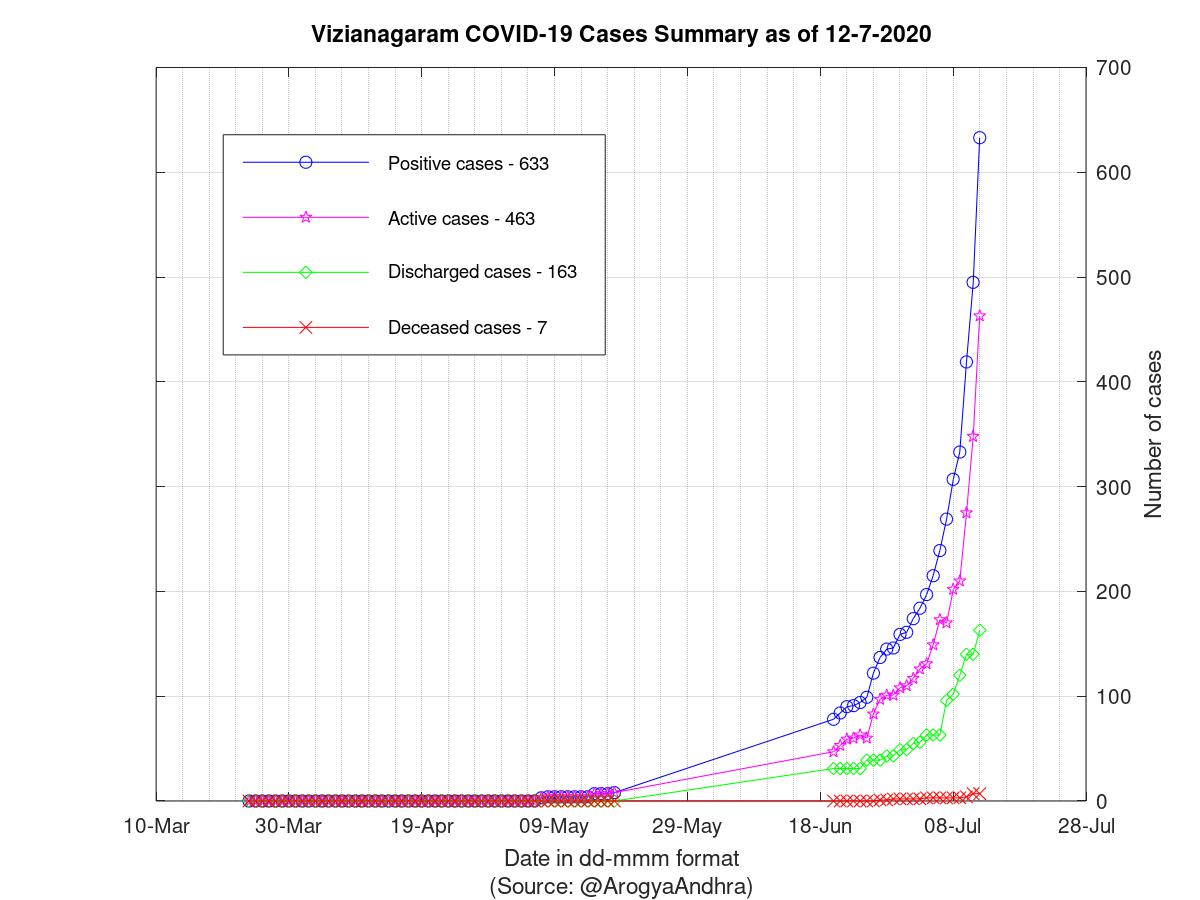 Vizianagaram COVID-19 Cases Summary as of 12-7-2020
Positive cases - 633
Active cases - 463
Discharged cases - 163
Deceased cases - 7
700
600
500
400
300
200
100
0
Number of cases
10-Mar 30-Mar 19-Apr 09-May 29-May 18-Jun 08-Jul 28-Jul
Date in dd-mmm format
(Source: @ArogyaAndhra)